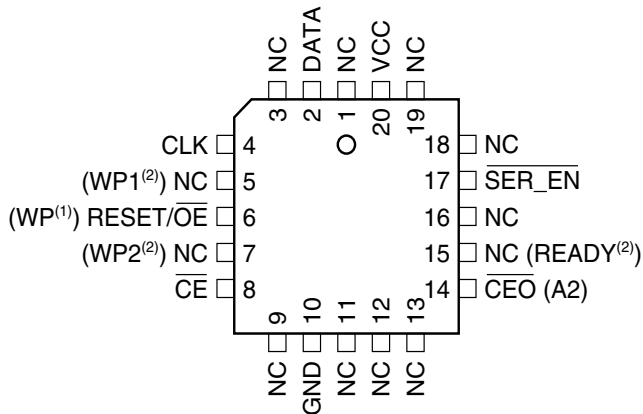 NC DATA NC VCC NC
3 2 1 20 19
CLK 4
(WP1(2)) NC 5
(WP(1)) RESET/OE 6
(WP2(2)) NC 7
CE 8
18 NC
17 SER_EN
16 NC
15 NC (READY(2))
14 CEO (A2)
9 10 11 12 13
NC GND NC NC NC